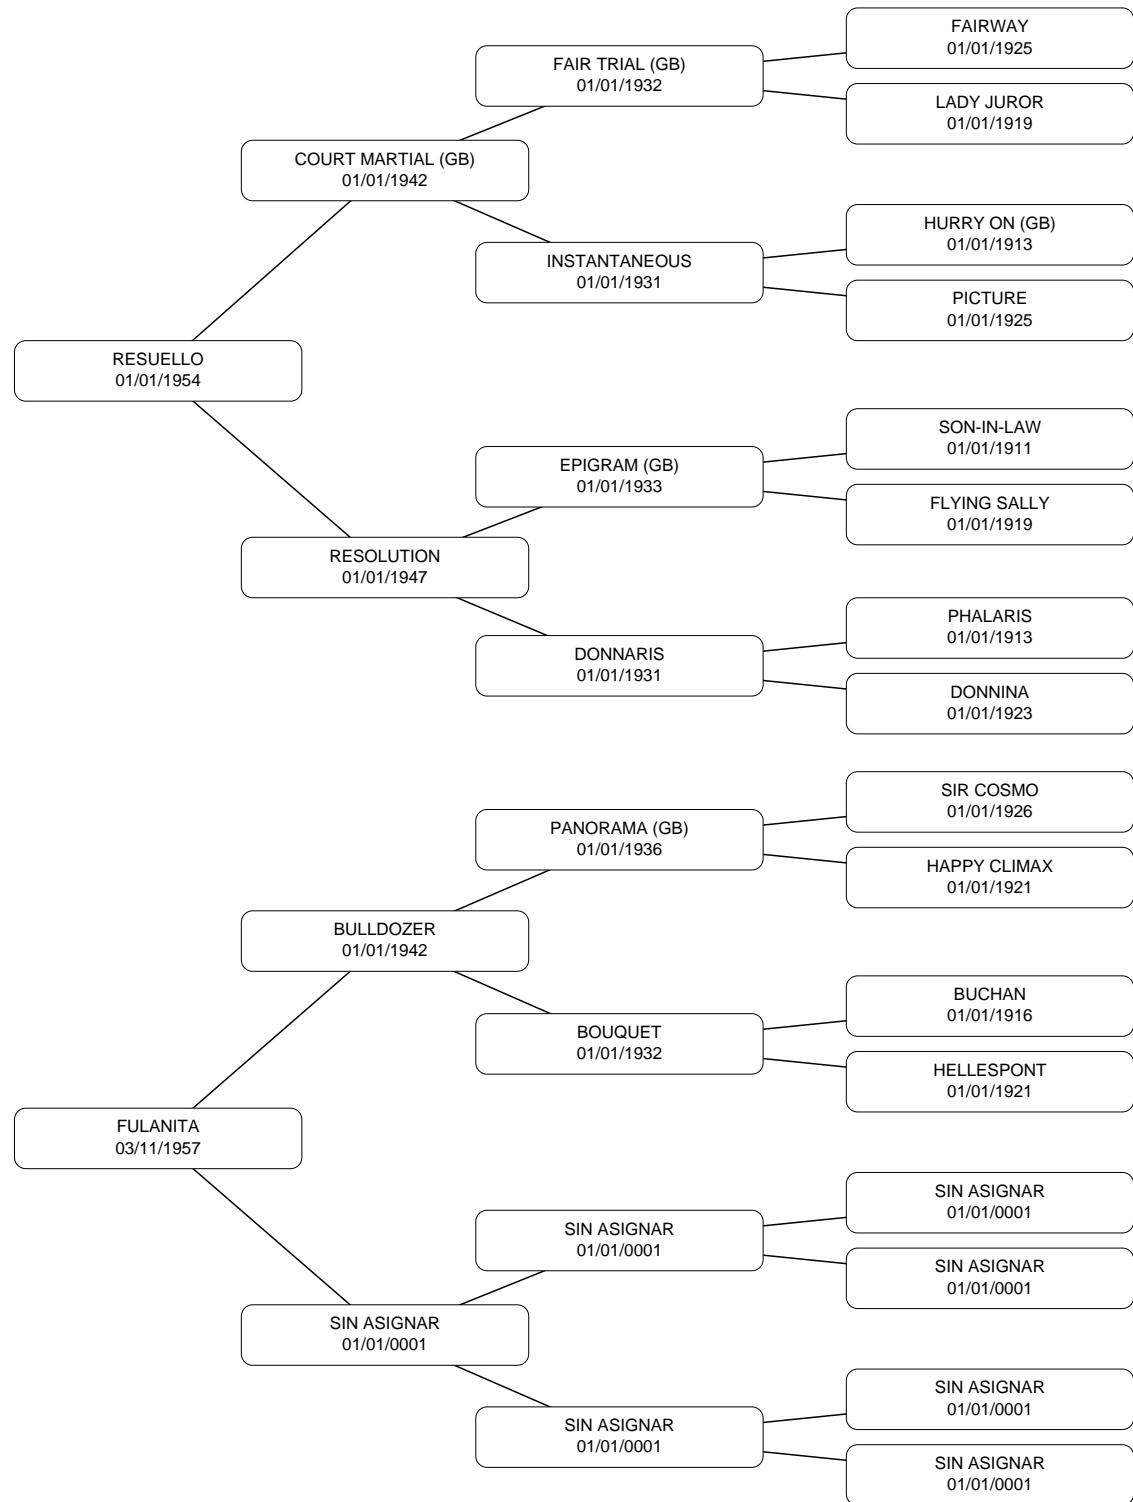 FAIRWAY
01/01/1925
FAIR TRIAL (GB)
01/01/1932
LADY JUROR
01/01/1919
COURT MARTIAL (GB)
01/01/1942
HURRY ON (GB)
01/01/1913
INSTANTANEOUS
01/01/1931
PICTURE
01/01/1925
RESUELLO
01/01/1954
SON-IN-LAW
01/01/1911
EPIGRAM (GB)
01/01/1933
FLYING SALLY
01/01/1919
RESOLUTION
01/01/1947
PHALARIS
01/01/1913
DONNARIS
01/01/1931
DONNINA
01/01/1923
SIR COSMO
01/01/1926
PANORAMA (GB)
01/01/1936
HAPPY CLIMAX
01/01/1921
BULLDOZER
01/01/1942
BUCHAN
01/01/1916
BOUQUET
01/01/1932
HELLESPONT
01/01/1921
FULANITA
03/11/1957
SIN ASIGNAR
01/01/0001
SIN ASIGNAR
01/01/0001
SIN ASIGNAR
01/01/0001
SIN ASIGNAR
01/01/0001
SIN ASIGNAR
01/01/0001
SIN ASIGNAR
01/01/0001
SIN ASIGNAR
01/01/0001